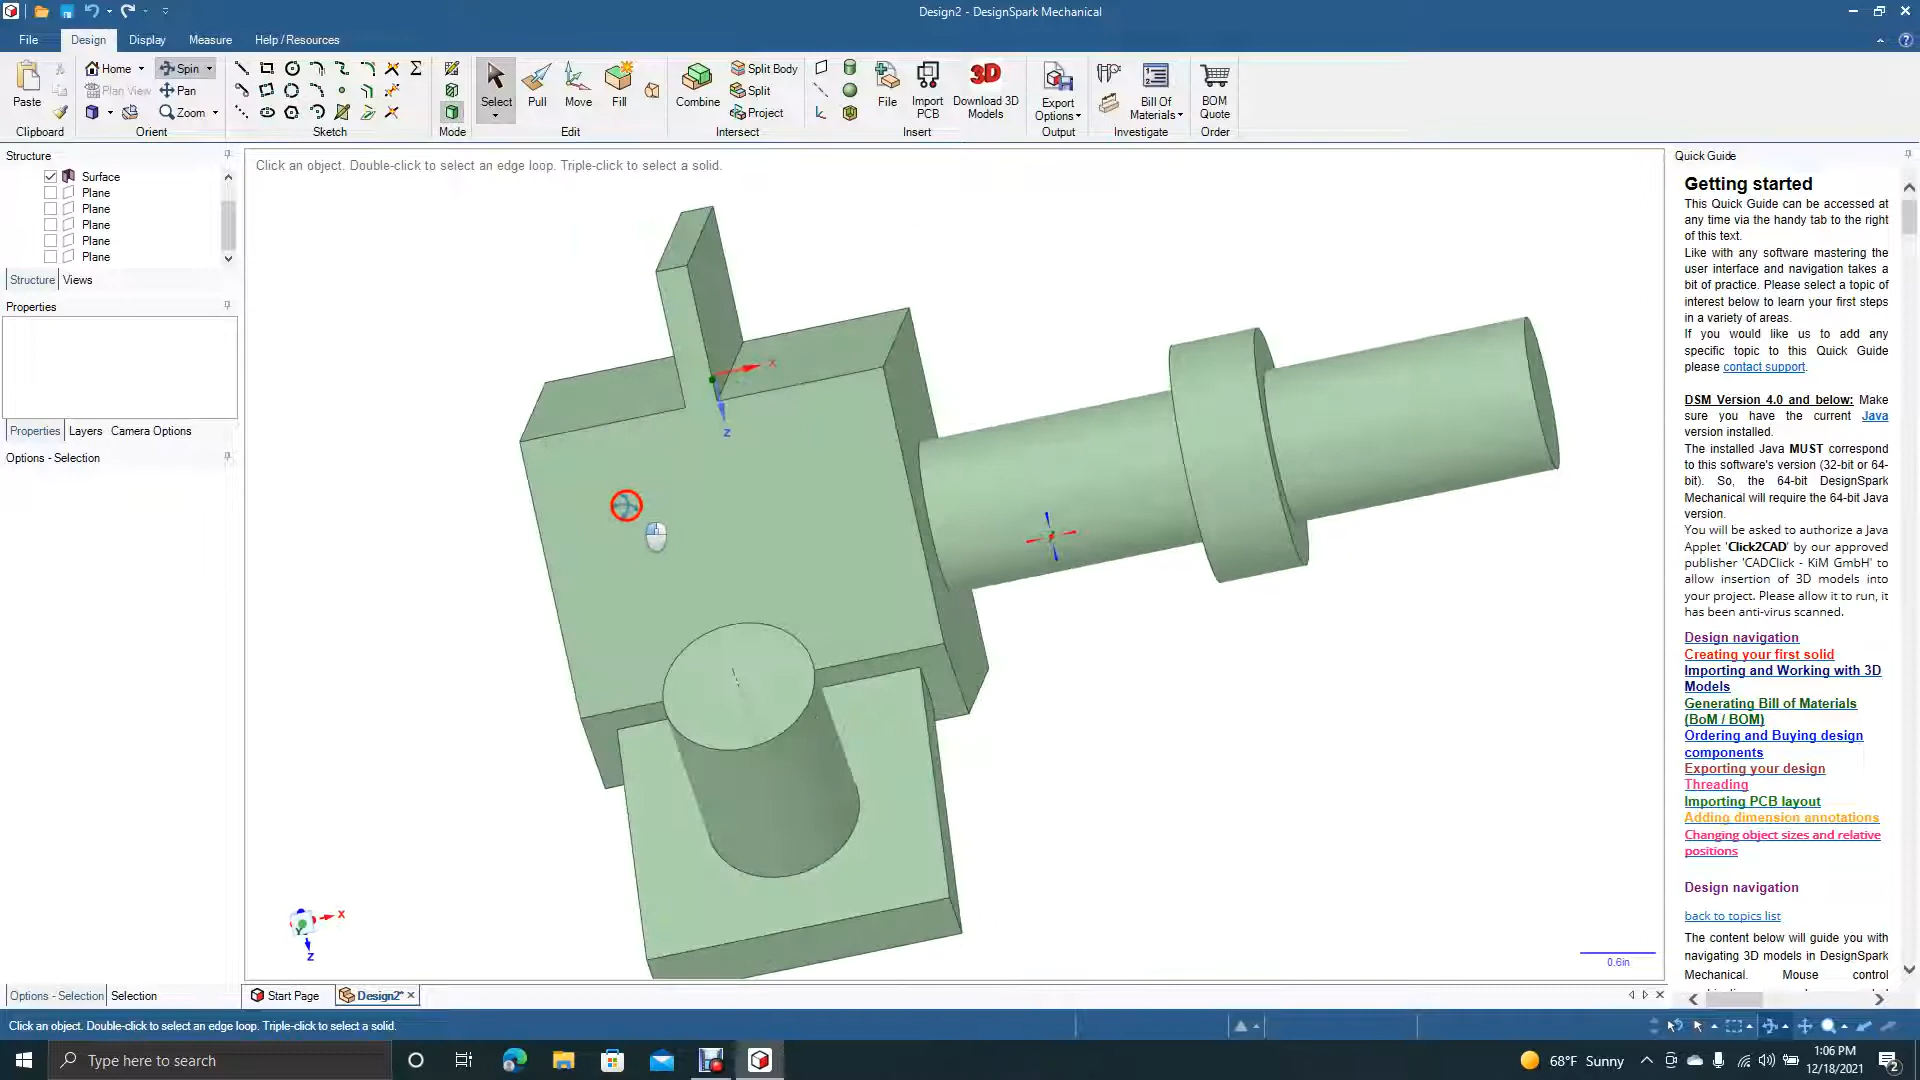 Design2 - DesignSpark Mechanical
File Design Display Measure Help / Resources
Paste
Home
Plan View
Spin
Pan
Zoom
Select
Pull
Move
Fill
Combine
Split Body
Split
Project
File
Import PCB
Download 3D Models
Export Options
Bill Of Materials
BOM Quote
Clipboard Orient Sketch Mode Edit Intersect Insert Output Investigate Order
Structure
Surface
Plane
Plane
Plane
Plane
Plane
Structure Views
Properties
Properties Layers Camera Options
Options - Selection
Options - Selection Selection
Click an object. Double-click to select an edge loop. Triple-click to select a solid.
X
Z
X
Y
Z
0.6in
Start Page Design2*
Quick Guide
Getting started
This Quick Guide can be accessed at
any time via the handy tab to the right
of this text.
Like with any software mastering the
user interface and navigation takes a
bit of practice. Please select a topic of
interest below to learn your first steps
in a variety of areas.
If you would like us to add any
specific topic to this Quick Guide
please contact support.
DSM Version 4.0 and below: Make
sure you have the current Java
version installed.
The installed Java MUST correspond
to this software's version (32-bit or 64-
bit). So, the 64-bit DesignSpark
Mechanical will require the 64-bit Java
version.
You will be asked to authorize a Java
Applet 'Click2CAD' by our approved
publisher 'CADClick - KiM GmbH' to
allow insertion of 3D models into
your project. Please allow it to run, it
has been anti-virus scanned.
Design navigation
Creating your first solid
Importing and Working with 3D
Models
Generating Bill of Materials
(BoM / BOM)
Ordering and Buying design
components
Exporting your design
Threading
Importing PCB layout
Adding dimension annotations
Changing object sizes and relative
positions
Design navigation
back to topics list
The content below will guide you with
navigating 3D models in DesignSpark
Mechanical. Mouse control
Click an object. Double-click to select an edge loop. Triple-click to select a solid.
Type here to search
68°F Sunny
1:06 PM
12/18/2021
2